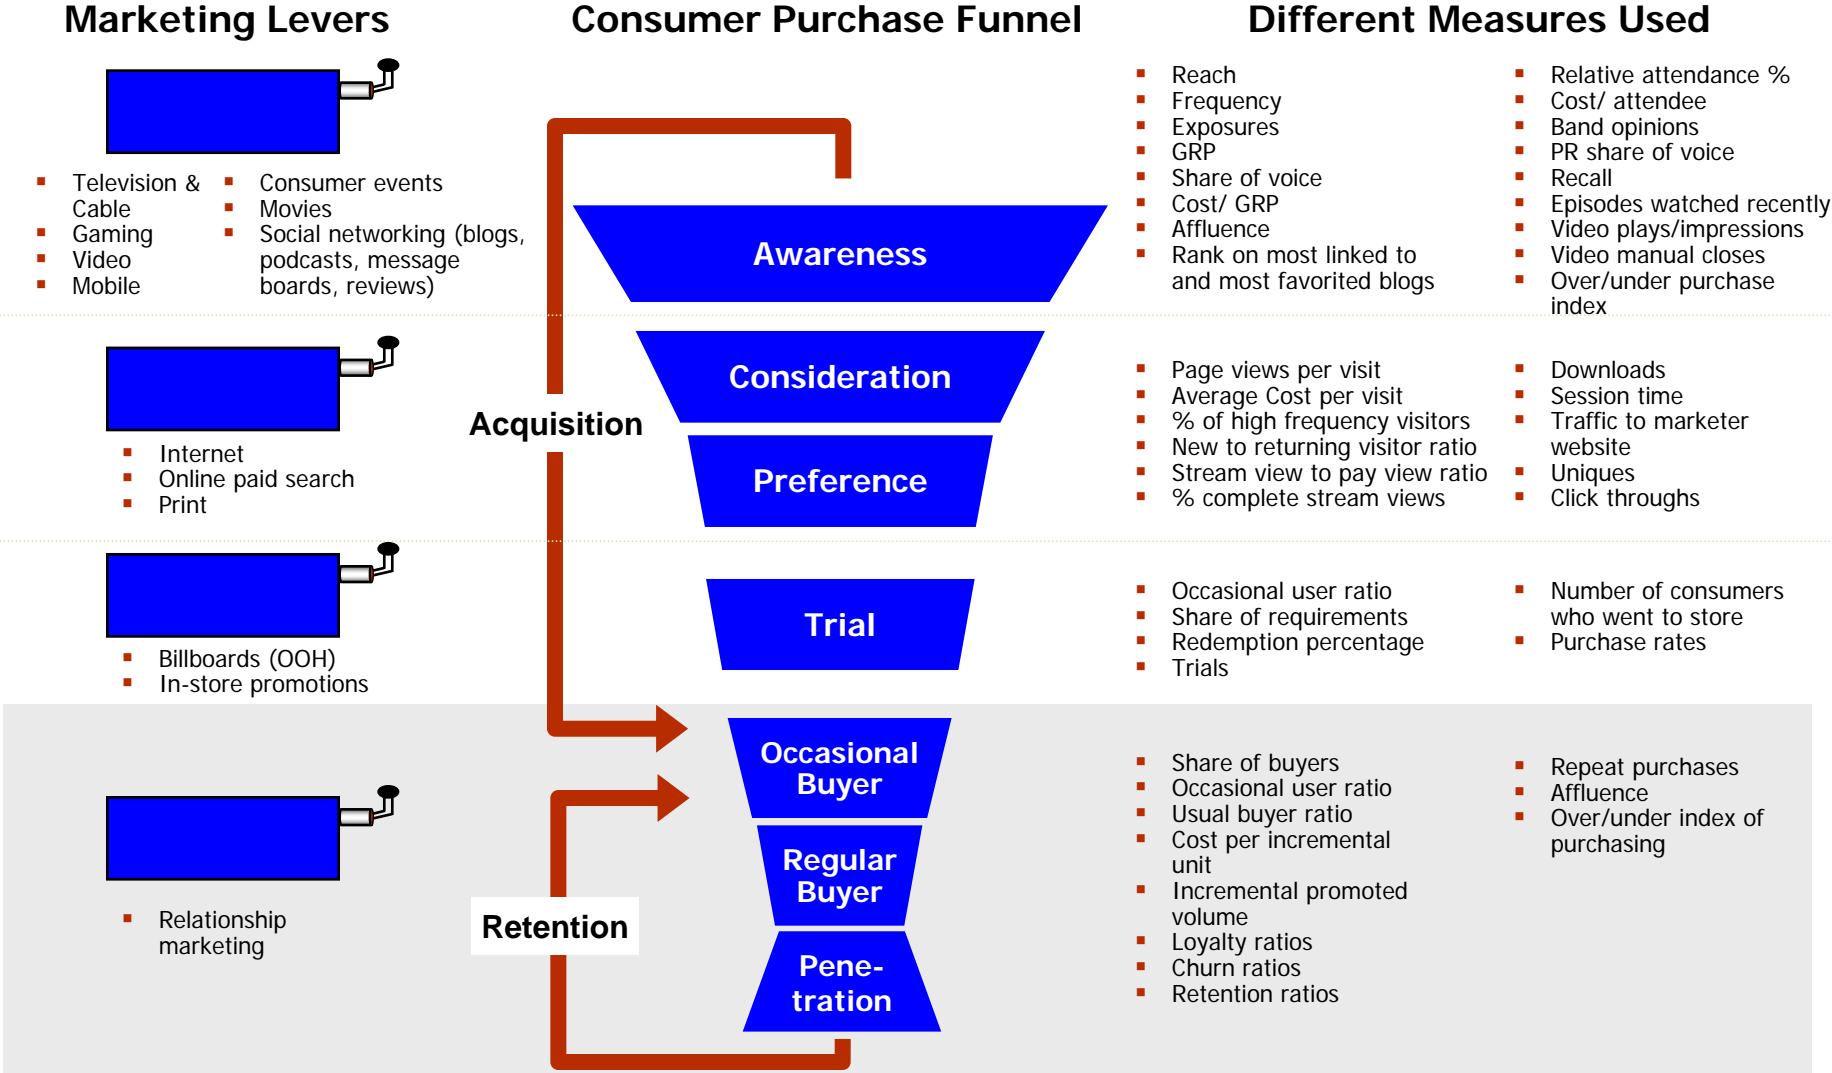 Marketing Levers
Consumer Purchase Funnel
Different Measures Used
Television &
Cable
Gaming
Video
Mobile
Consumer events
Movies
Social networking (blogs,
podcasts, message
boards, reviews)
Awareness
Reach
Frequency
Exposures
GRP
Share of voice
Cost/ GRP
Affluence
Rank on most linked to
and most favorited blogs
Relative attendance %
Cost/ attendee
Band opinions
PR share of voice
Recall
Episodes watched recently
Video plays/impressions
Video manual closes
Over/under purchase
index
Internet
Online paid search
Print
Acquisition
Consideration
Preference
Page views per visit
Average Cost per visit
% of high frequency visitors
New to returning visitor ratio
Stream view to pay view ratio
% complete stream views
Downloads
Session time
Traffic to marketer
website
Uniques
Click throughs
Billboards (OOH)
In-store promotions
Trial
Occasional user ratio
Share of requirements
Redemption percentage
Trials
Number of consumers
who went to store
Purchase rates
Relationship
marketing
Retention
Occasional
Buyer
Regular
Buyer
Pene-
tration
Share of buyers
Occasional user ratio
Usual buyer ratio
Cost per incremental
unit
Incremental promoted
volume
Loyalty ratios
Churn ratios
Retention ratios
Repeat purchases
Affluence
Over/under index of
purchasing